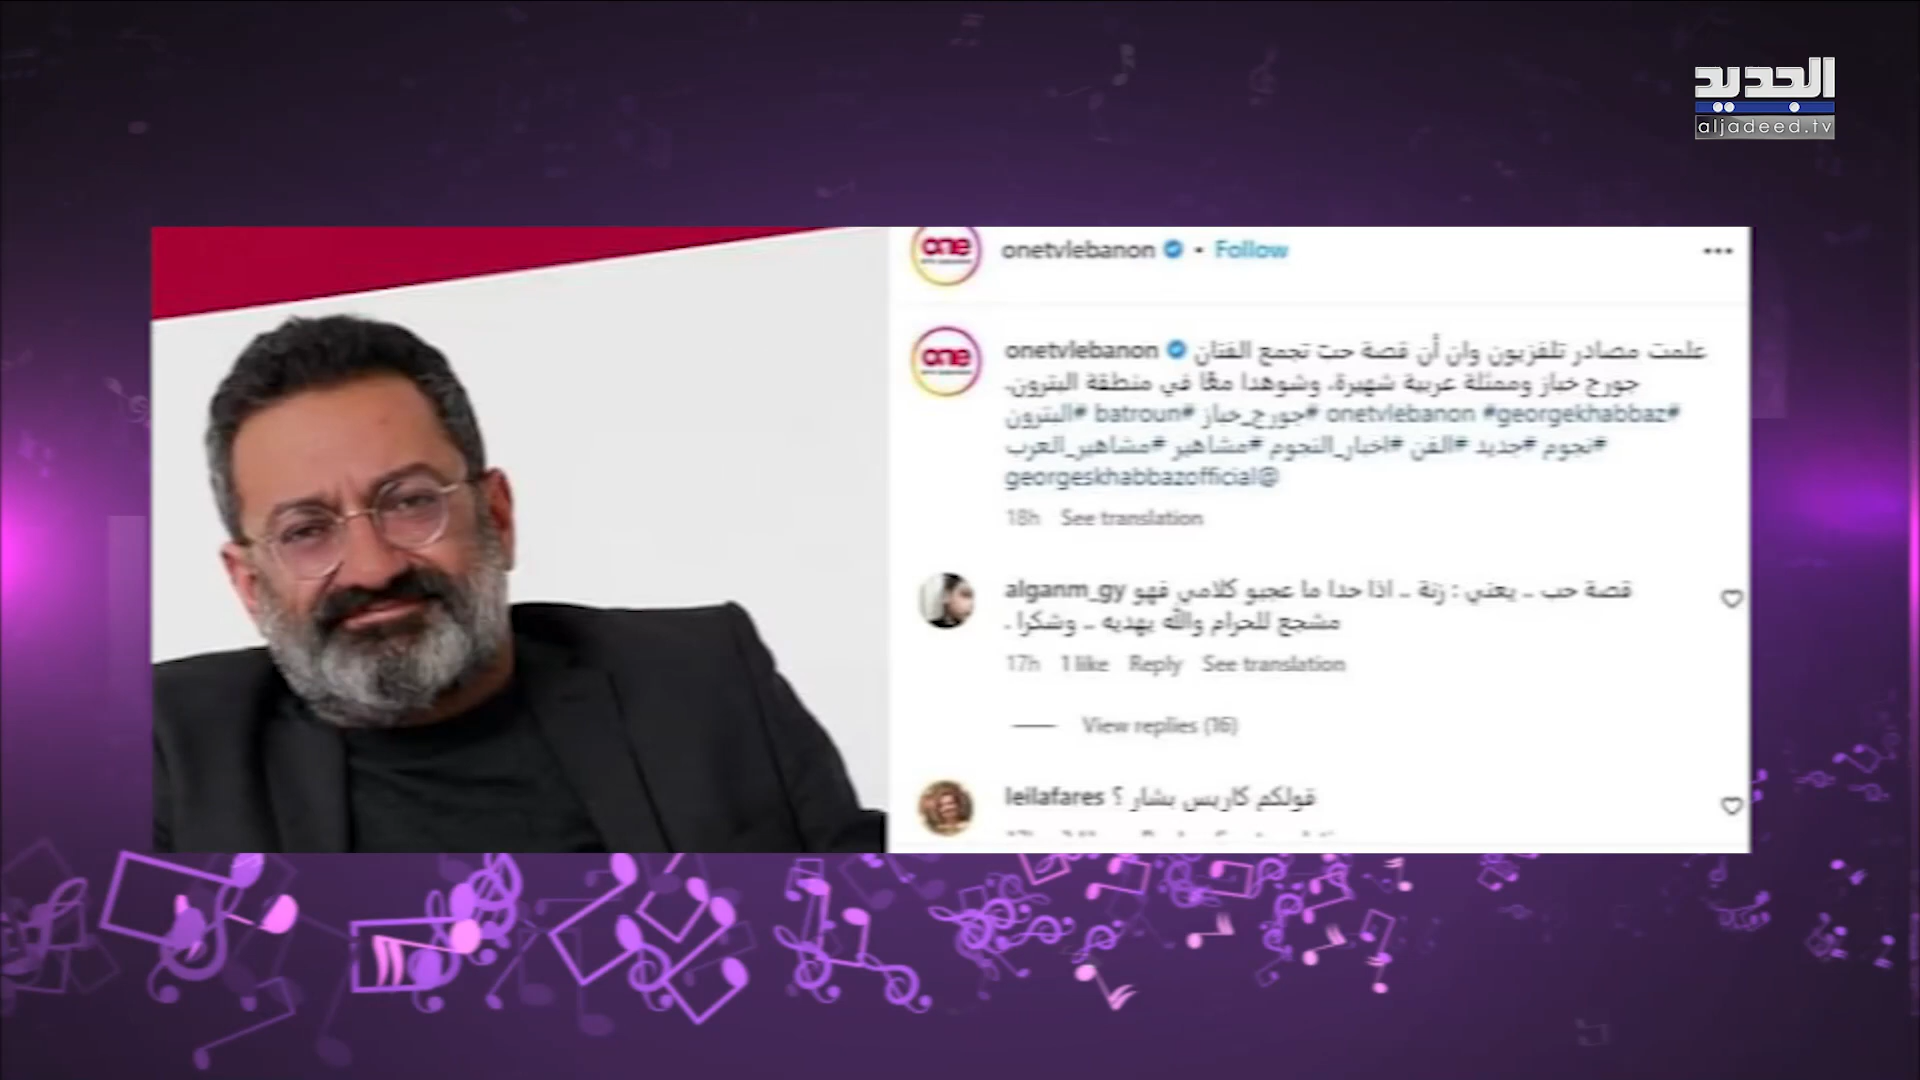 الجديد
aljadeed.tv
one
onetvlebanon • Follow
one
onetvlebanon علمت مصادر تلفزيون وان أن قصة حبّ تجمع الفنان
جورج خباز وممثلة عربية شهيرة، وشوهدا معًا في منطقة البترون.
#georgekhabbaz #onetvlebanon #جورج_خباز #batroun #البترون
#نجوم #جديد #الفن #اخبار_النجوم #مشاهير #مشاهير_العرب
@georgeskhabbazofficial
18h See translation
alganm_gy قصة حب .. يعني : زنة .. اذا حدا ما عجبو كلامي فهو
مشجع للحرام والله يهديه .. وشكرا .
17h 1 like Reply See translation
View replies (16)
leilafares قولكم كاريس بشار ؟